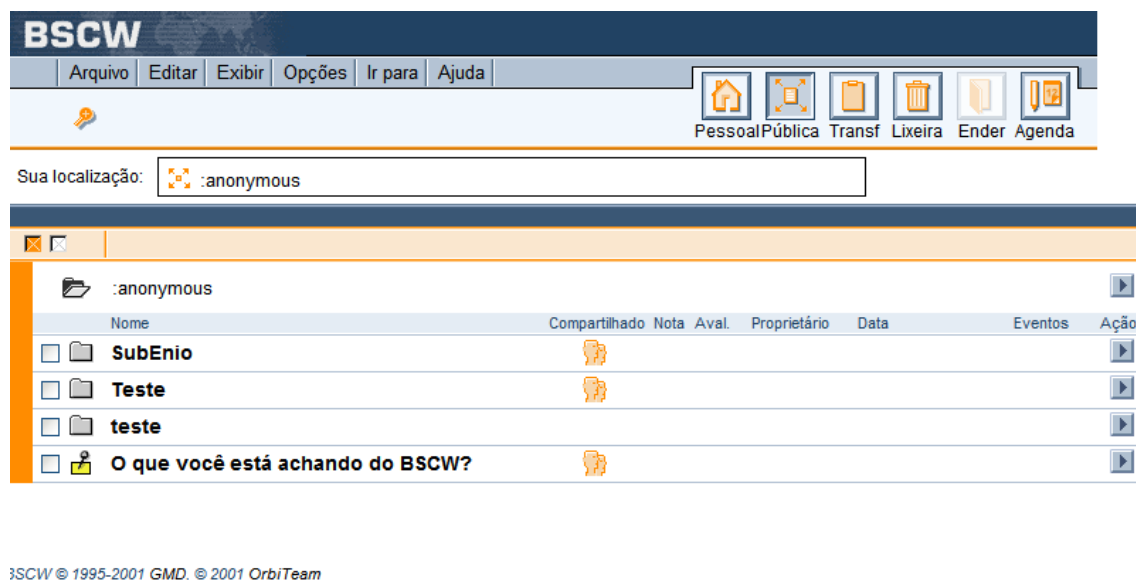 BSCW
Arquivo Editar Exibir Opções Ir para Ajuda
Pessoal Pública Transf Lixeira Ender Agenda
Sua localização: :anonymous
:anonymous
Nome Compartilhado Nota Aval. Proprietário Data Eventos Ação
SubEnio
Teste
teste
O que você está achando do BSCW?
BSCW © 1995-2001 GMD. © 2001 OrbiTeam